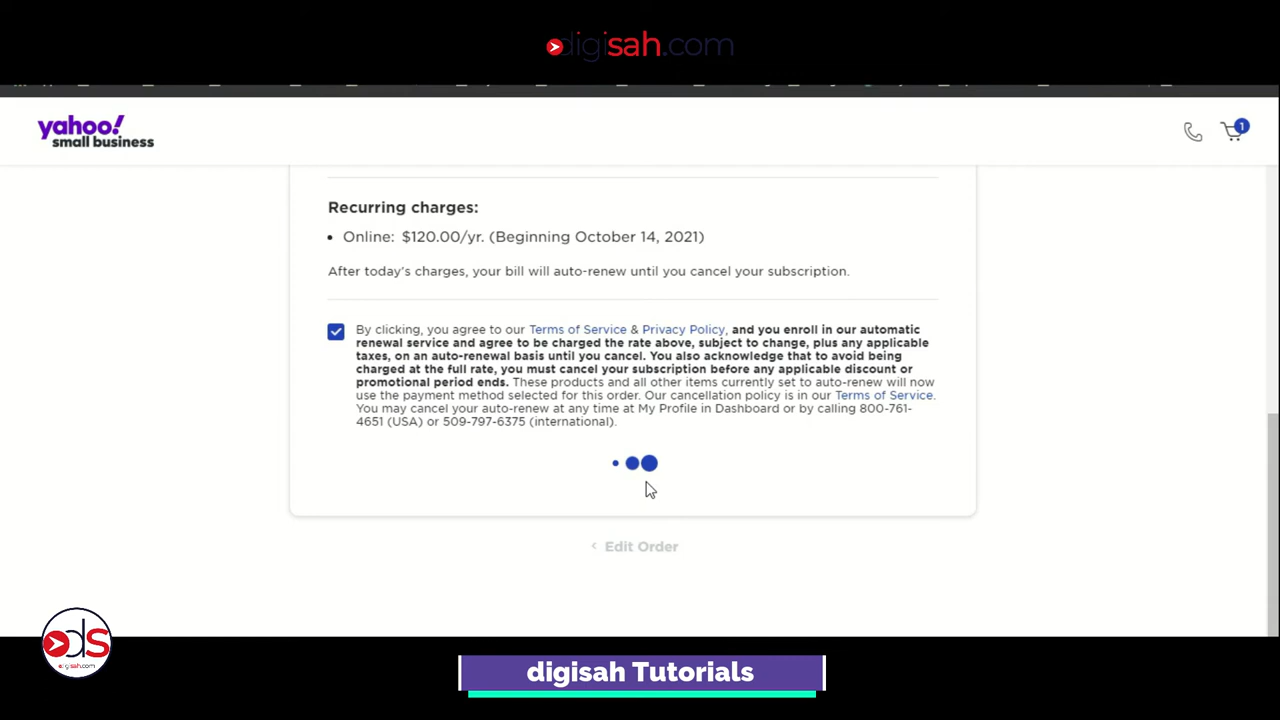 digisah.com
yahoo!
small business
1
Recurring charges:
• Online: $120.00/yr. (Beginning October 14, 2021)
After today's charges, your bill will auto-renew until you cancel your subscription.
By clicking, you agree to our Terms of Service & Privacy Policy, and you enroll in our automatic
renewal service and agree to be charged the rate above, subject to change, plus any applicable
taxes, on an auto-renewal basis until you cancel. You also acknowledge that to avoid being
charged at the full rate, you must cancel your subscription before any applicable discount or
promotional period ends. These products and all other items currently set to auto-renew will now
use the payment method selected for this order. Our cancellation policy is in our Terms of Service.
You may cancel your auto-renew at any time at My Profile in Dashboard or by calling 800-761-
4651 (USA) or 509-797-6375 (international).
‹ Edit Order
ds
digisah.com
digisah Tutorials